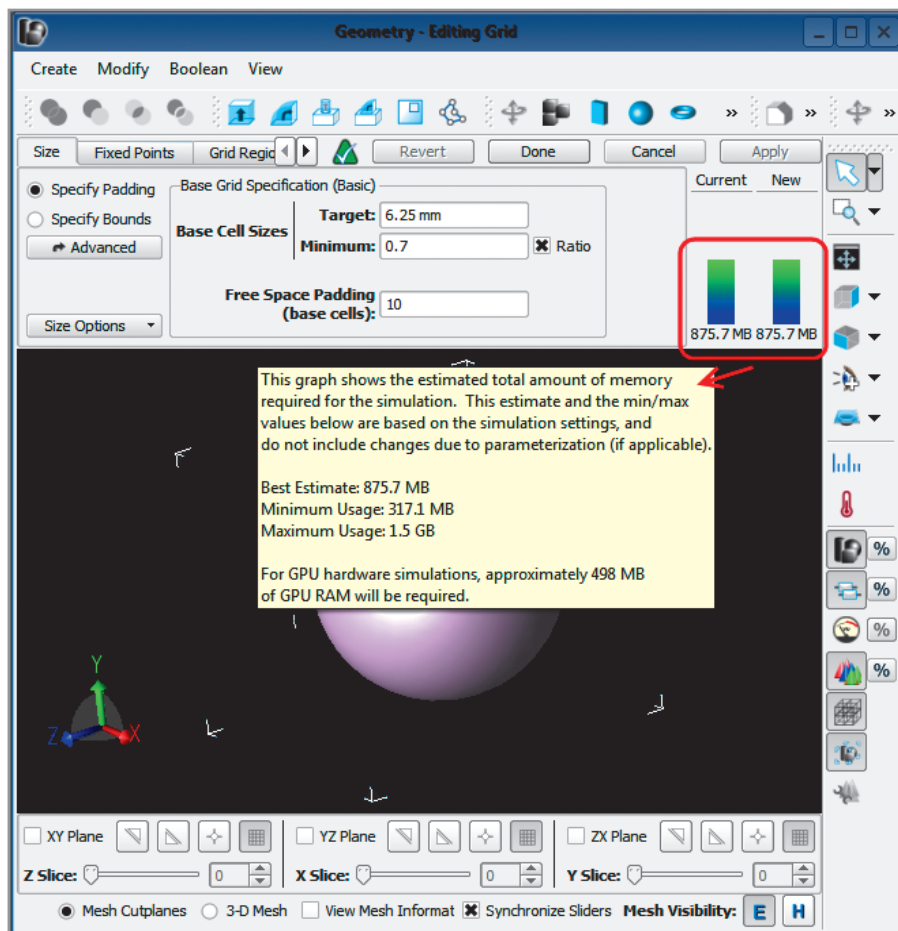 Geometry - Editing Grid
Create Modify Boolean View
» » »
Size Fixed Points Grid Regic Revert Done Cancel Apply
Specify Padding
Specify Bounds
Advanced
Size Options
Base Grid Specification (Basic)
Base Cell Sizes
Target: 6.25 mm
Minimum: 0.7 Ratio
Free Space Padding
(base cells): 10
Current New
875.7 MB 875.7 MB
This graph shows the estimated total amount of memory
required for the simulation. This estimate and the min/max
values below are based on the simulation settings, and
do not include changes due to parameterization (if applicable).
Best Estimate: 875.7 MB
Minimum Usage: 317.1 MB
Maximum Usage: 1.5 GB
For GPU hardware simulations, approximately 498 MB
of GPU RAM will be required.
Y
Z X
%
%
%
%
XY Plane YZ Plane ZX Plane
Z Slice: 0 X Slice: 0 Y Slice: 0
Mesh Cutplanes 3-D Mesh View Mesh Informat Synchronize Sliders Mesh Visibility: E H